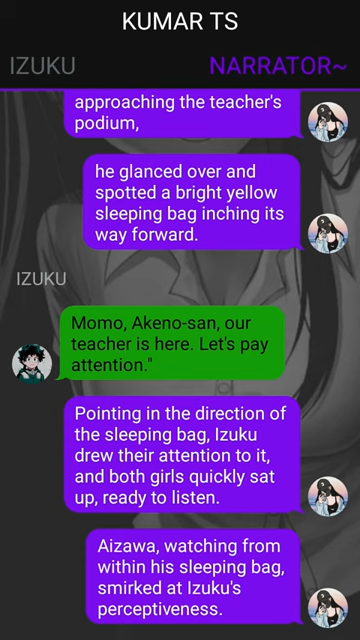 KUMAR TS
IZUKU
NARRATOR~
approaching the teacher's
podium,
he glanced over and
spotted a bright yellow
sleeping bag inching its
way forward.
IZUKU
Momo, Akeno-san, our
teacher is here. Let's pay
attention."
Pointing in the direction of
the sleeping bag, Izuku
drew their attention to it,
and both girls quickly sat
up, ready to listen.
Aizawa, watching from
within his sleeping bag,
smirked at Izuku's
perceptiveness.